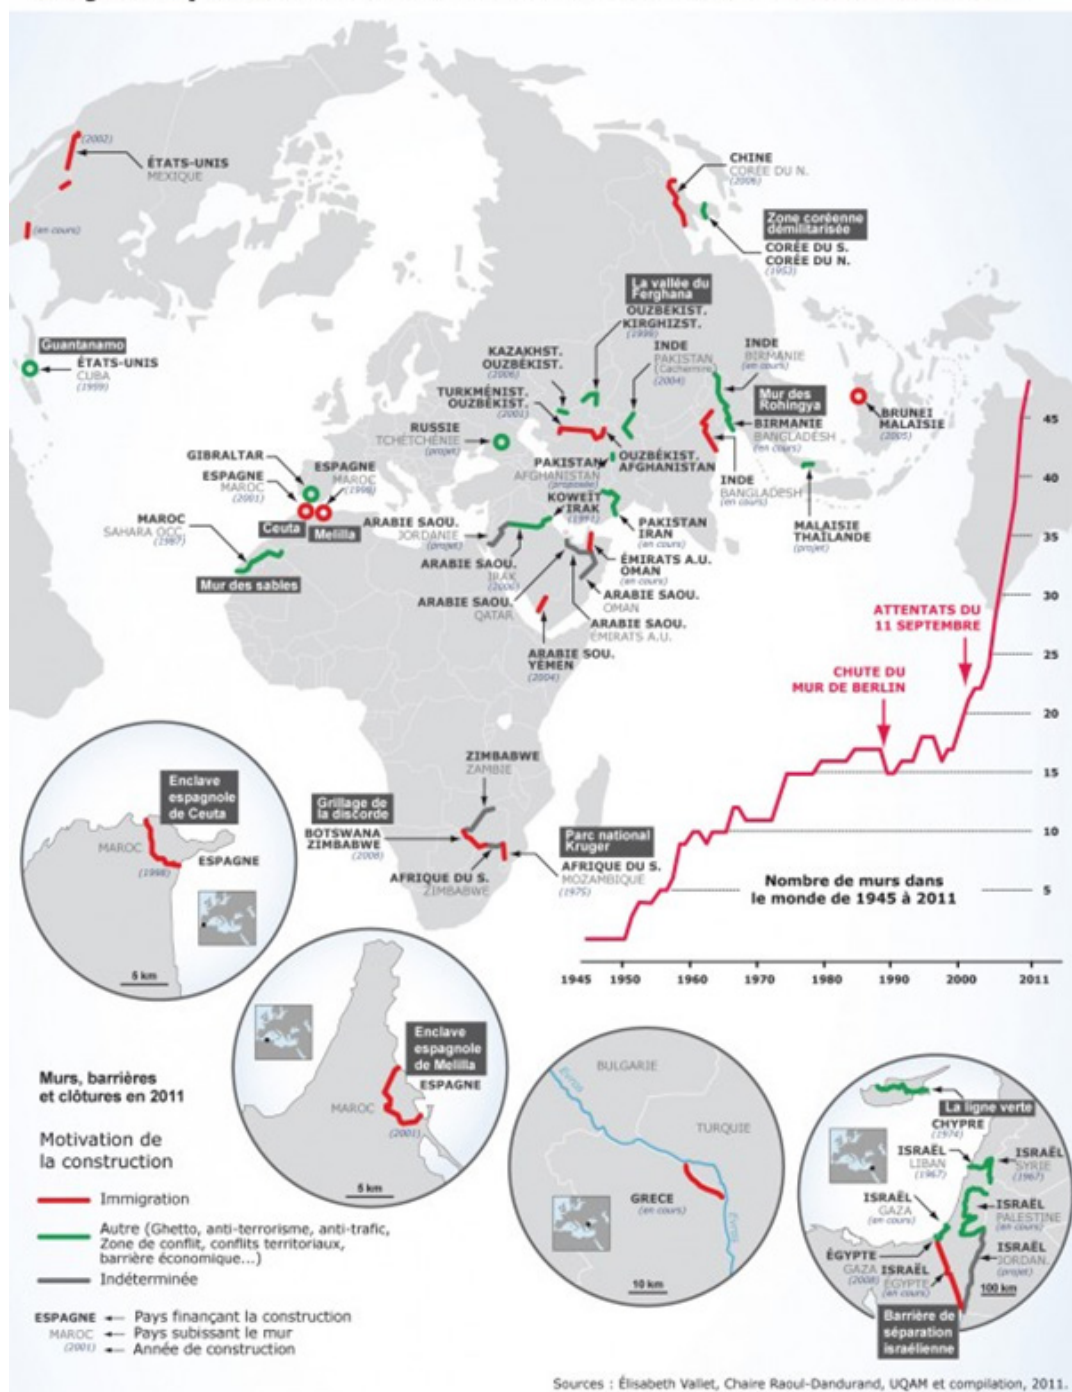 (2002)
ÉTATS-UNIS
MEXIQUE
(en cours)
Guantanamo
ÉTATS-UNIS
CUBA
(1959)
CHINE
CORÉE DU N.
(2006)
Zone coréenne
démilitarisée
CORÉE DU S.
CORÉE DU N.
(1953)
La vallée du
Ferghana
OUZBÉKIST.
KIRGHIZST.
(1999)
KAZAKHST.
OUZBÉKIST.
(2006)
INDE
PAKISTAN
(Cachemire)
(2004)
INDE
BIRMANIE
(en cours)
TURKMÉNIST.
OUZBÉKIST.
(2001)
Mur des
Rohingya
BIRMANIE
BANGLADESH
(en cours)
BRUNEI
MALAISIE
(2005)
RUSSIE
TCHÉTCHÉNIE
(projet)
OUZBÉKIST.
AFGHANISTAN
PAKISTAN
AFGHANISTAN
(proposée)
GIBRALTAR
ESPAGNE
MAROC
(2001)
ESPAGNE
MAROC
(1998)
Ceuta
Melilla
INDE
BANGLADESH
(en cours)
KOWEÏT
IRAK
(1991)
MAROC
SAHARA OCC.
(1987)
Mur des sables
ARABIE SAOU.
JORDANIE
(projet)
PAKISTAN
IRAN
(en cours)
MALAISIE
THAÏLANDE
(projet)
ARABIE SAOU.
IRAK
(2006)
ÉMIRATS A.U.
OMAN
(en cours)
ARABIE SAOU.
QATAR
ARABIE SAOU.
OMAN
ARABIE SAOU.
ÉMIRATS A.U.
ARABIE SOU.
YÉMEN
(2004)
ATTENTATS DU
11 SEPTEMBRE
CHUTE DU
MUR DE BERLIN
45
40
35
30
25
20
15
10
5
Nombre de murs dans
le monde de 1945 à 2011
1945 1950 1960 1970 1980 1990 2000 2011
ZIMBABWE
ZAMBIE
Grillage de
la discorde
BOTSWANA
ZIMBABWE
(2008)
AFRIQUE DU S.
ZIMBABWE
Parc national
Kruger
AFRIQUE DU S.
MOZAMBIQUE
(1975)
Enclave
espagnole
de Ceuta
MAROC
ESPAGNE
(1998)
5 km
Enclave
espagnole
de Melilla
ESPAGNE
MAROC
(2001)
5 km
BULGARIE
Evros
TURQUIE
GRECE
(en cours)
Evros
10 km
La ligne verte
CHYPRE
(1974)
ISRAËL
LIBAN
(1967)
ISRAËL
SYRIE
(1967)
ISRAËL
GAZA
(en cours)
ISRAËL
PALESTINE
(en cours)
ÉGYPTE
GAZA
(2008)
ISRAËL
ÉGYPTE
(en cours)
ISRAËL
JORDAN.
(projet)
100 km
Barrière de
séparation
israélienne
Murs, barrières
et clôtures en 2011
Motivation de
la construction
Immigration
Autre (Ghetto, anti-terrorisme, anti-trafic,
Zone de conflit, conflits territoriaux,
barrière économique...)
Indéterminée
ESPAGNE Pays finançant la construction
MAROC Pays subissant le mur
(2001) Année de construction
Sources : Élisabeth Vallet, Chaire Raoul-Dandurand, UQAM et compilation, 2011.